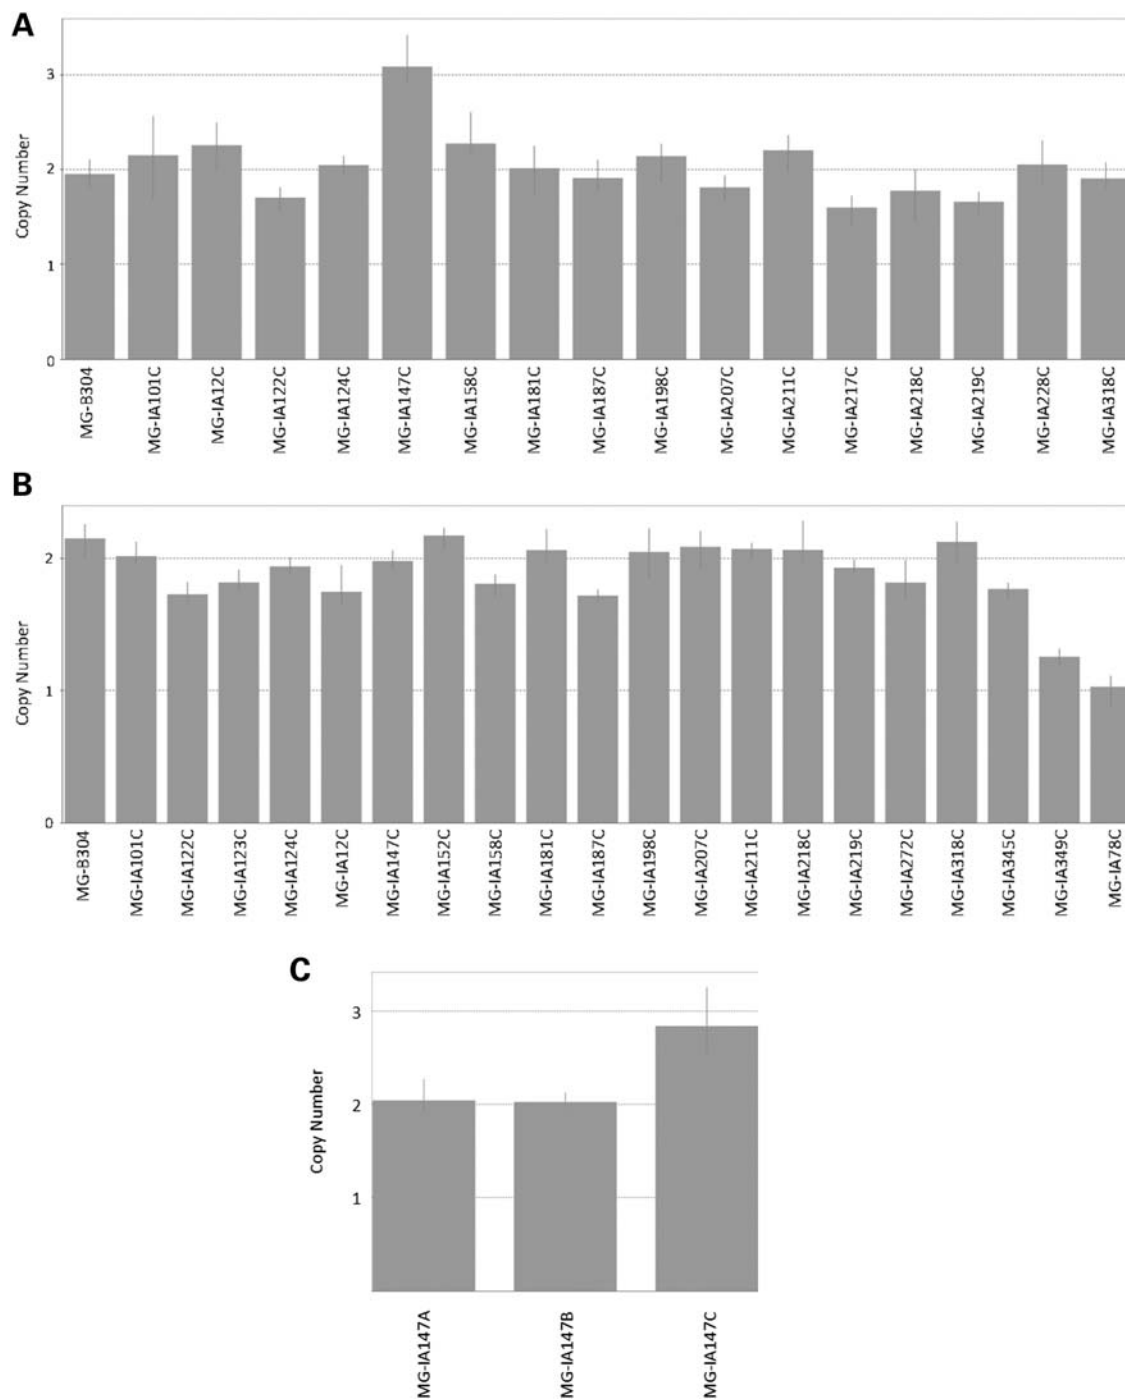 A
Copy Number
3
2
1
0
MG-B304
MG-IA101C
MG-IA12C
MG-IA122C
MG-IA124C
MG-IA147C
MG-IA158C
MG-IA181C
MG-IA187C
MG-IA198C
MG-IA207C
MG-IA211C
MG-IA217C
MG-IA218C
MG-IA219C
MG-IA228C
MG-IA318C
B
Copy Number
2
1
0
MG-B304
MG-IA101C
MG-IA122C
MG-IA123C
MG-IA124C
MG-IA12C
MG-IA147C
MG-IA152C
MG-IA158C
MG-IA181C
MG-IA187C
MG-IA198C
MG-IA207C
MG-IA211C
MG-IA218C
MG-IA219C
MG-IA272C
MG-IA318C
MG-IA345C
MG-IA349C
MG-IA78C
C
Copy Number
3
2
1
MG-IA147A
MG-IA147B
MG-IA147C